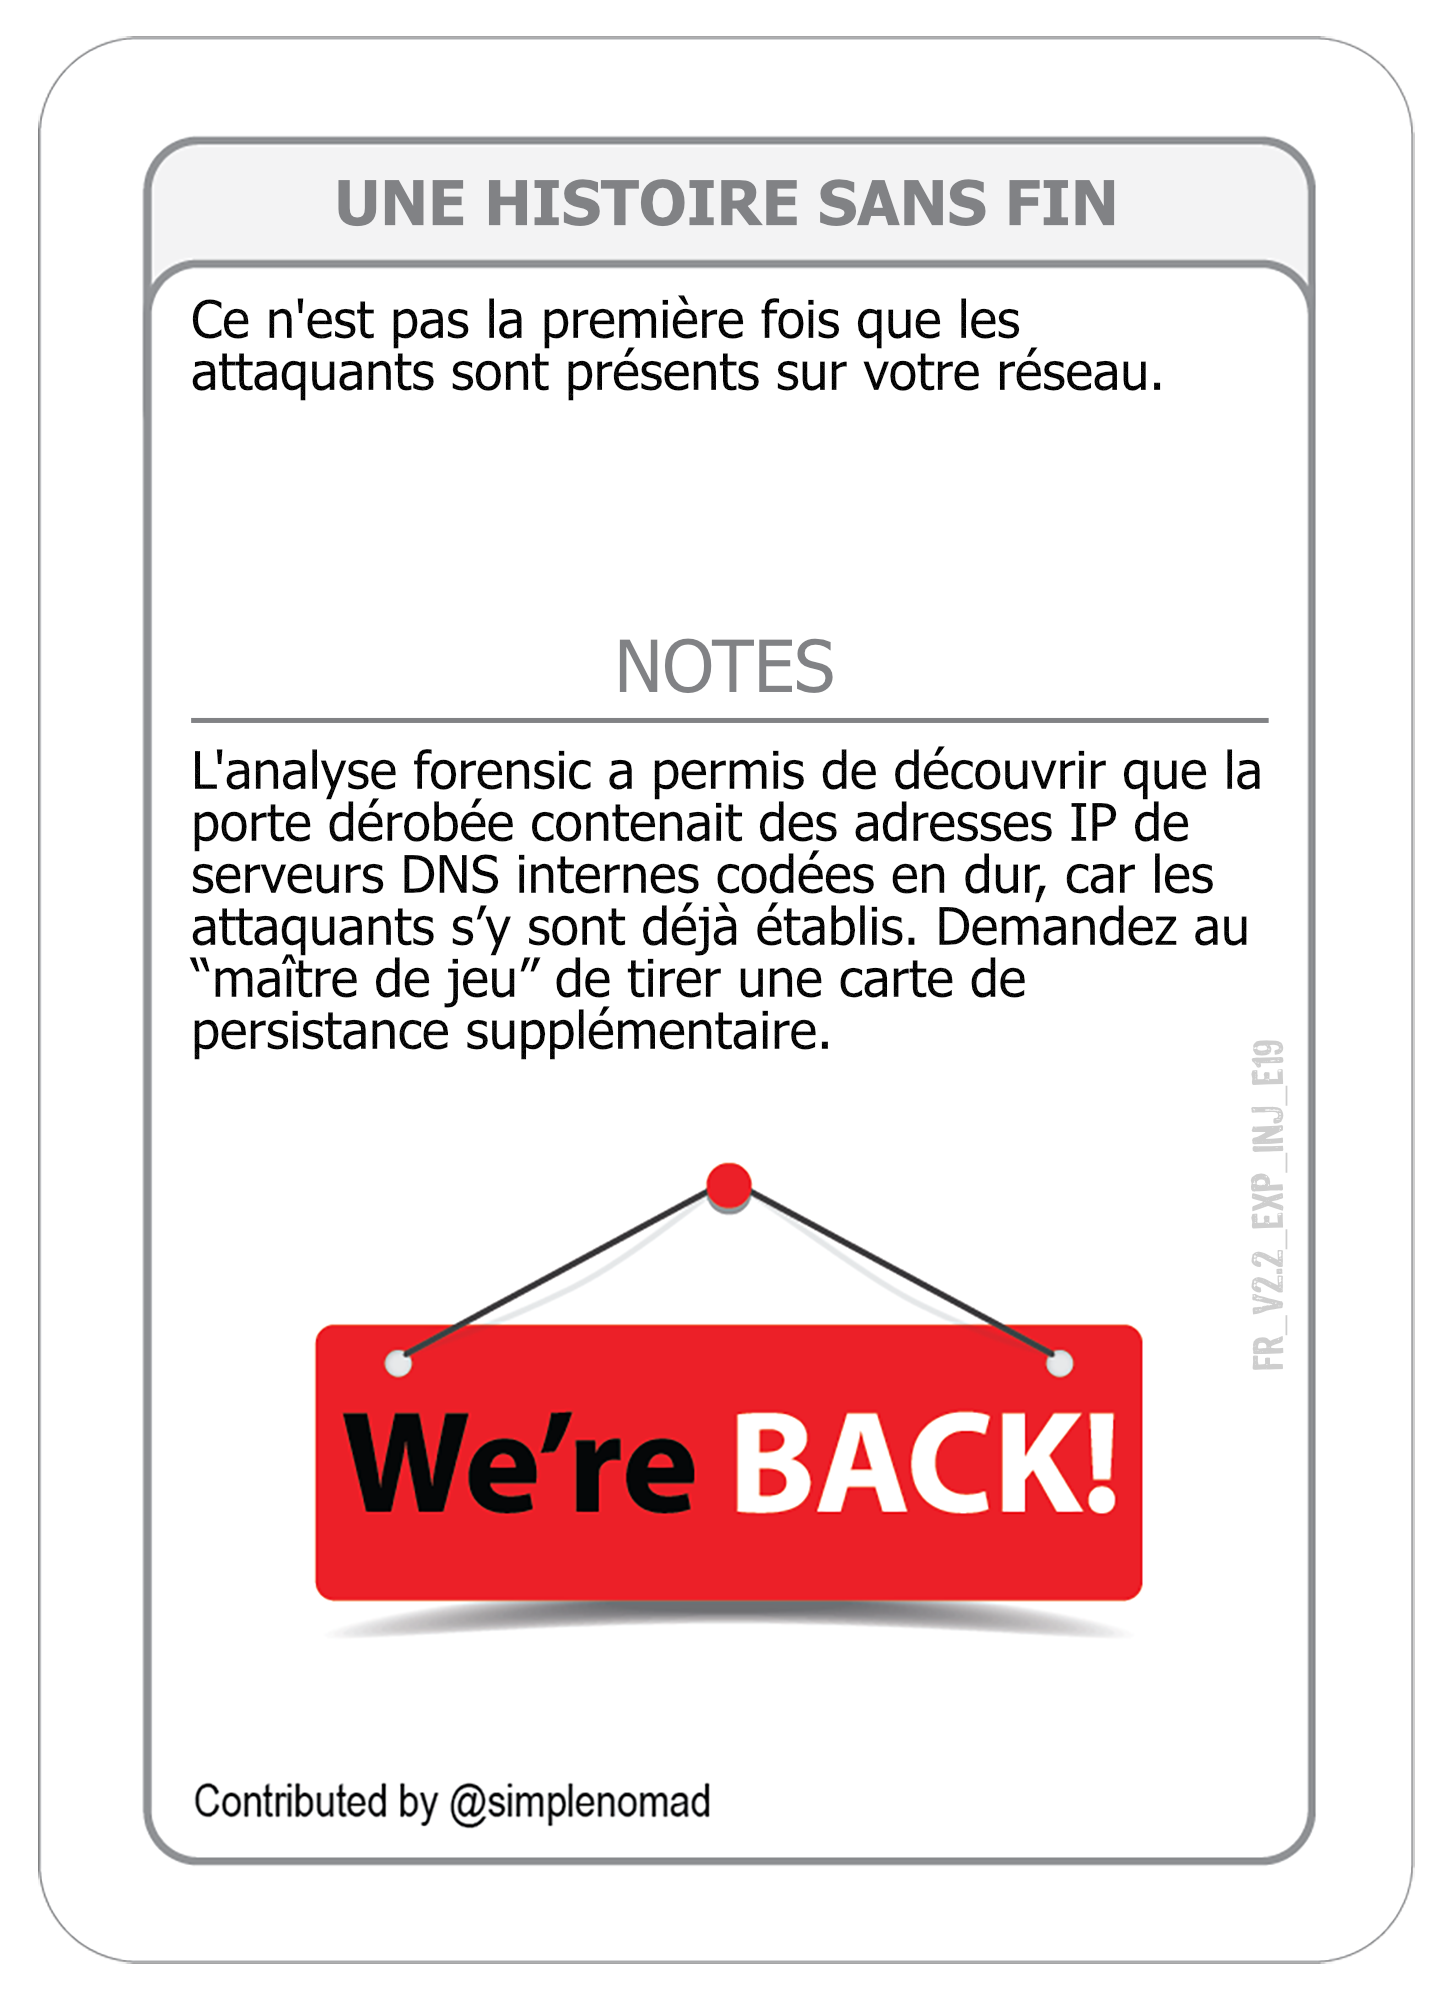 UNE HISTOIRE SANS FIN
Ce n'est pas la première fois que les
attaquants sont présents sur votre réseau.
NOTES
L'analyse forensic a permis de découvrir que la
porte dérobée contenait des adresses IP de
serveurs DNS internes codées en dur, car les
attaquants s’y sont déjà établis. Demandez au
“maître de jeu” de tirer une carte de
persistance supplémentaire.
FR_V2.2_EXP_INJ_E19
We’re BACK!
Contributed by @simplenomad